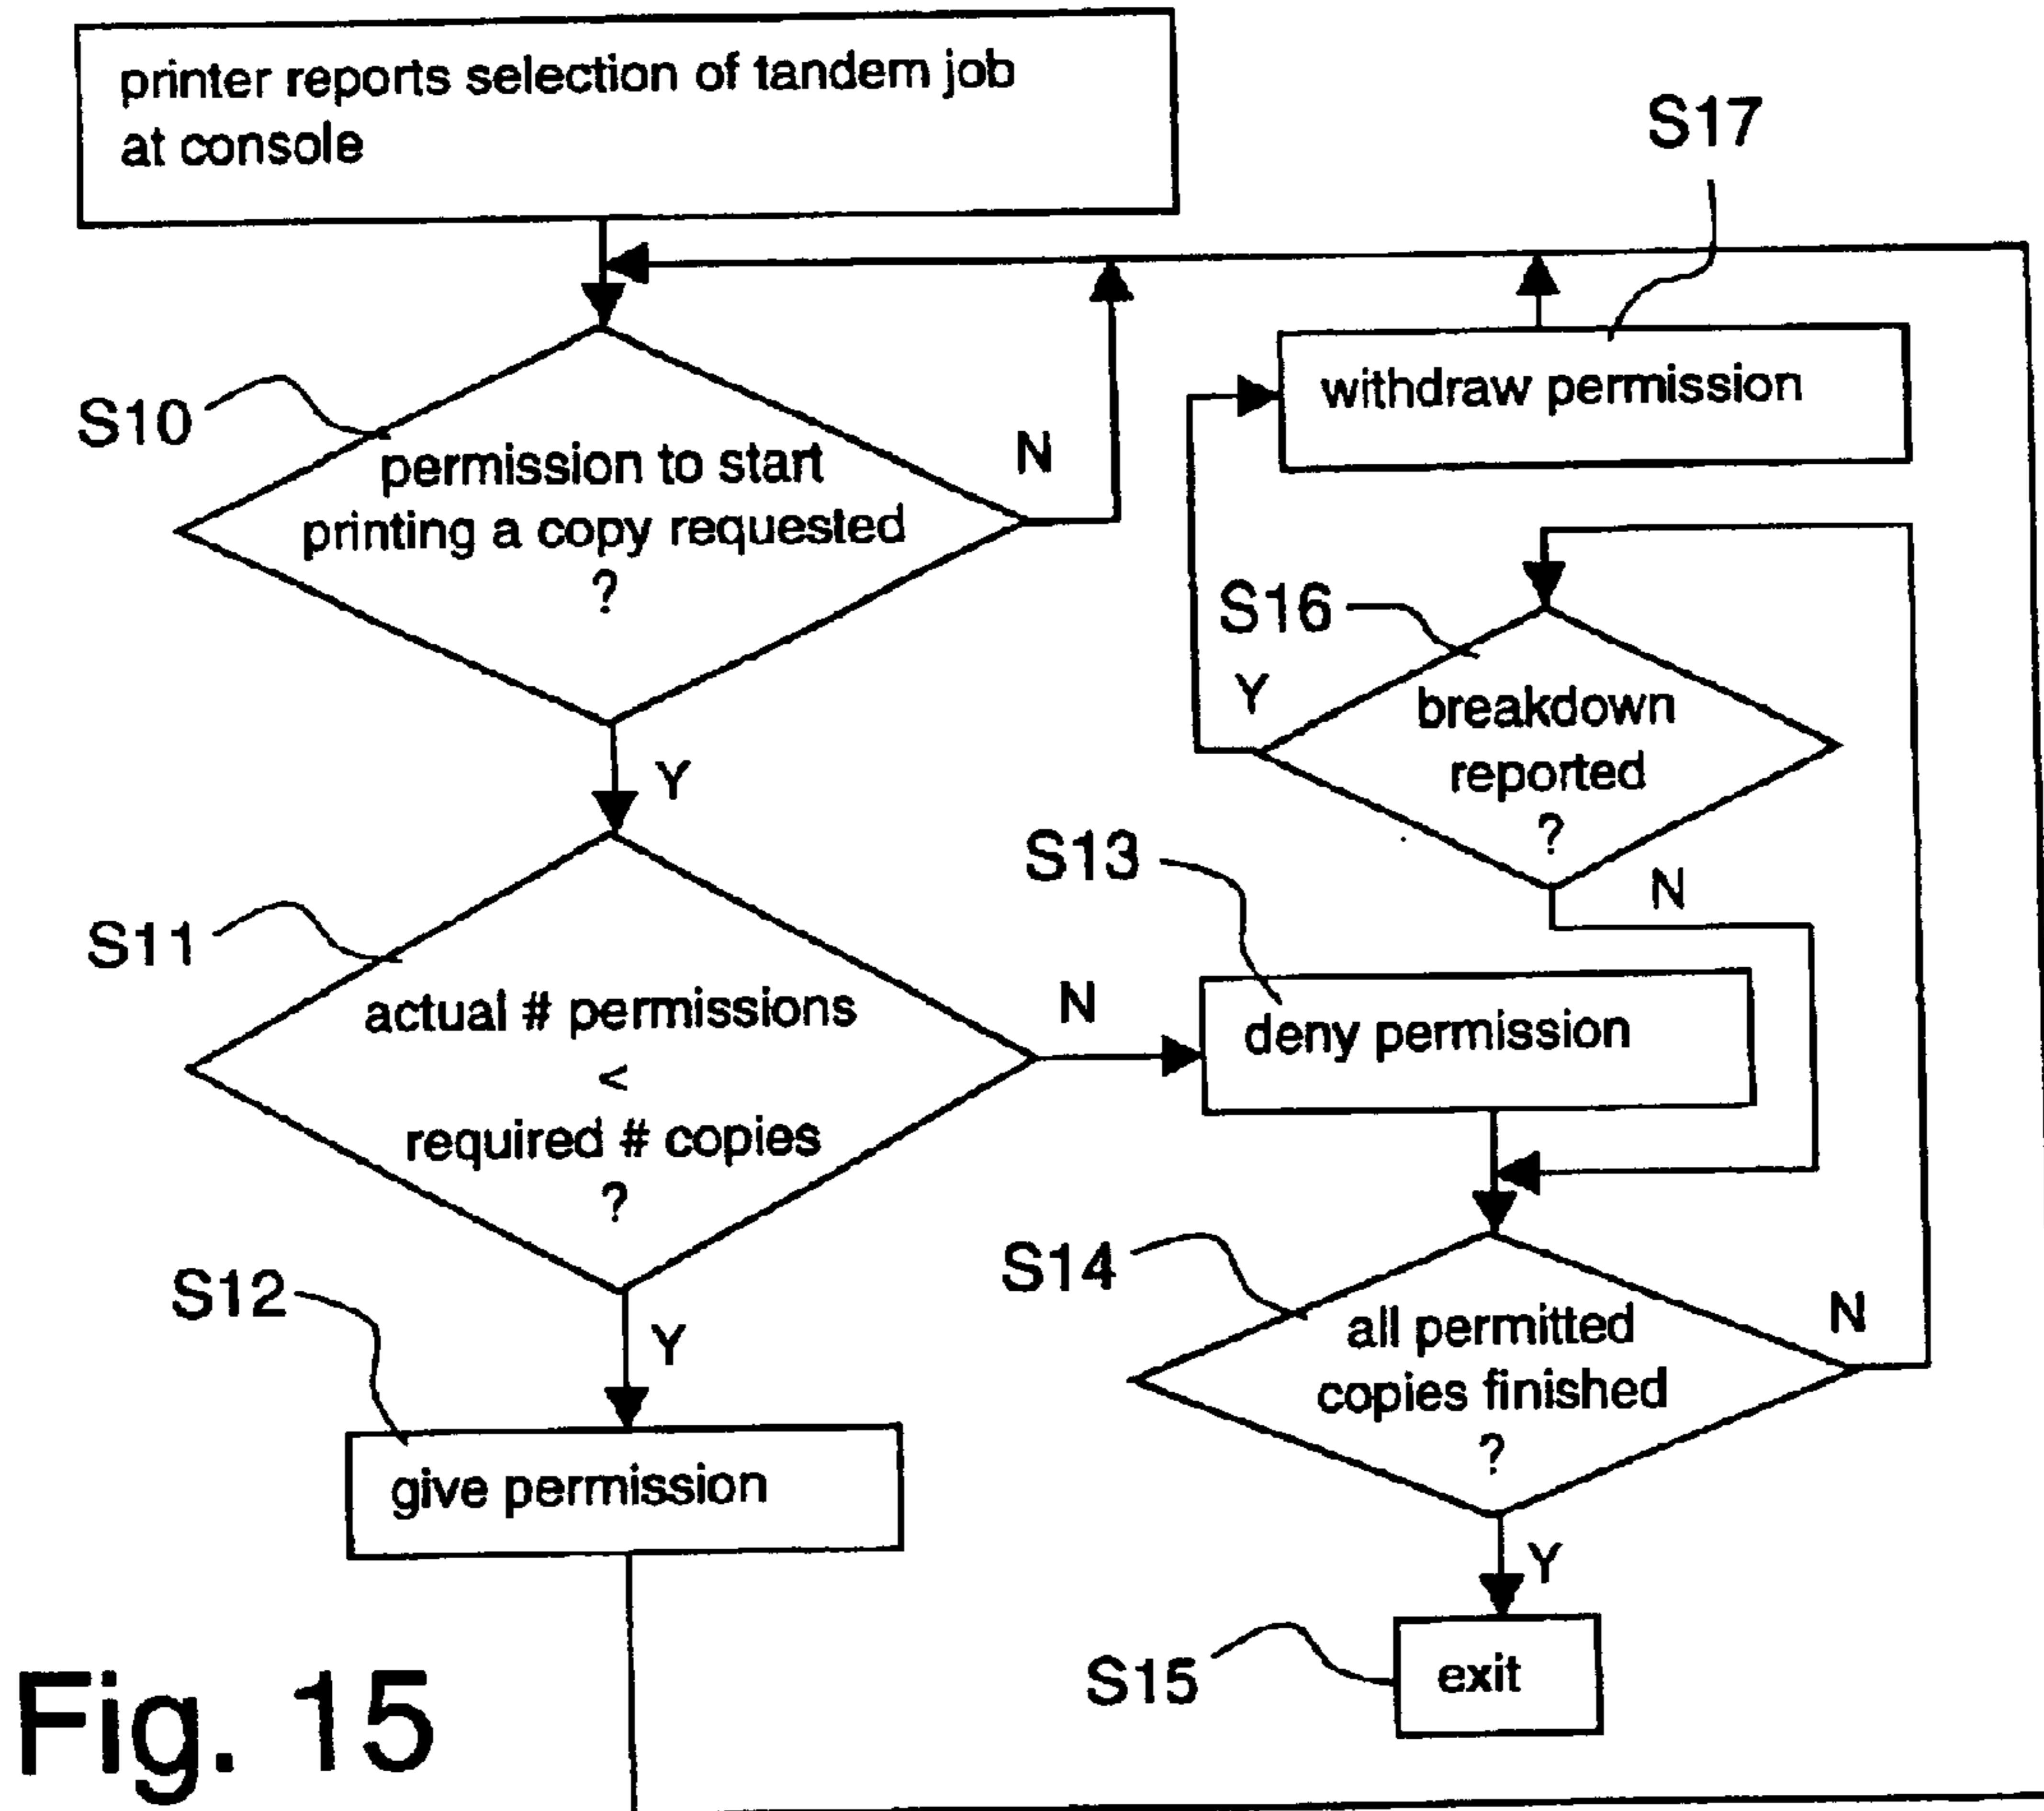 printer reports selection of tandem job
at console
S17
S10
permission to start
printing a copy requested
?
N
Y
withdraw permission
S16
Y
breakdown
reported
?
N
S11
actual # permissions
<
required # copies
?
N
Y
S13
deny permission
S12
give permission
S14
all permitted
copies finished
?
N
Y
S15
exit
Fig. 15